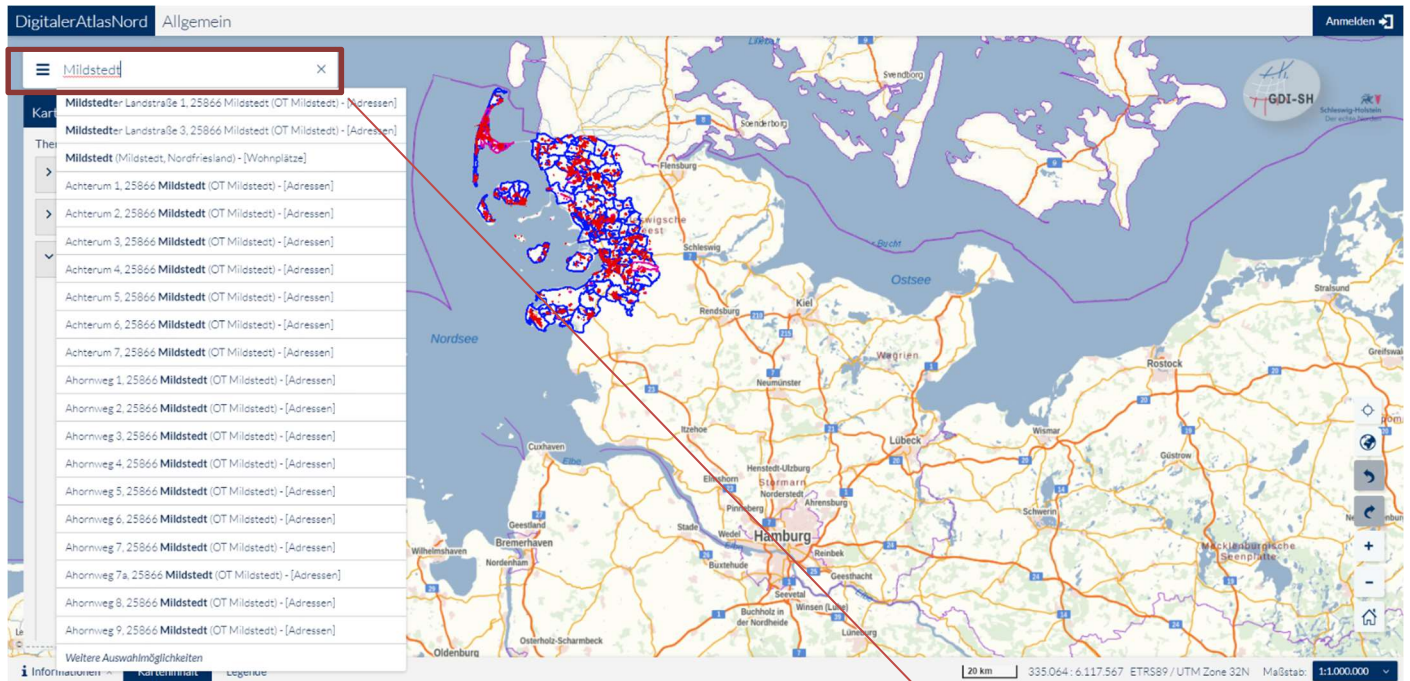 DigitalerAtlasNord Allgemein
Anmelden
Mildstedt ×
Mildstedter Landstraße 1, 25866 Mildstedt (OT Mildstedt) - [Adressen]
Mildstedter Landstraße 3, 25866 Mildstedt (OT Mildstedt) - [Adressen]
Mildstedt (Mildstedt, Nordfriesland) - [Wohnplätze]
Achterum 1, 25866 Mildstedt (OT Mildstedt) - [Adressen]
Achterum 2, 25866 Mildstedt (OT Mildstedt) - [Adressen]
Achterum 3, 25866 Mildstedt (OT Mildstedt) - [Adressen]
Achterum 4, 25866 Mildstedt (OT Mildstedt) - [Adressen]
Achterum 5, 25866 Mildstedt (OT Mildstedt) - [Adressen]
Achterum 6, 25866 Mildstedt (OT Mildstedt) - [Adressen]
Achterum 7, 25866 Mildstedt (OT Mildstedt) - [Adressen]
Ahornweg 1, 25866 Mildstedt (OT Mildstedt) - [Adressen]
Ahornweg 2, 25866 Mildstedt (OT Mildstedt) - [Adressen]
Ahornweg 3, 25866 Mildstedt (OT Mildstedt) - [Adressen]
Ahornweg 4, 25866 Mildstedt (OT Mildstedt) - [Adressen]
Ahornweg 5, 25866 Mildstedt (OT Mildstedt) - [Adressen]
Ahornweg 6, 25866 Mildstedt (OT Mildstedt) - [Adressen]
Ahornweg 7, 25866 Mildstedt (OT Mildstedt) - [Adressen]
Ahornweg 7a, 25866 Mildstedt (OT Mildstedt) - [Adressen]
Ahornweg 8, 25866 Mildstedt (OT Mildstedt) - [Adressen]
Ahornweg 9, 25866 Mildstedt (OT Mildstedt) - [Adressen]
Weitere Auswahlmöglichkeiten
Svendborg
GDI-SH
Schleswig-Holstein
Der echte Norden
Soenderborg
Flensburg
Schleswig
Bucht
Ostsee
Stralsund
Kiel
Rendsburg
Nordsee
Wagrien
Greifswal
Rostock
Neumünster
Itzehoe
Lübeck
Wismar
Cuxhaven
Elbe
Güstrow
Henstedt-Ulzburg
Elmshorn Stormarn
Norderstedt
Ahrensburg
Pinneberg
Schwerin
Geestland
Stade
Wedel Hamburg
Bremerhaven
Reinbek
Mecklenburgische
Seenplatte
Wilhelmshaven
Nordenham
Buxtehude
Geesthacht
Seevetal
Buchholz in Winsen (Luhe)
der Nordheide
Lüneburg
Osterholz-Scharmbeck
Oldenburg
Informationen Karteninhalt Legende
20 km 335.064 : 6.117.567 ETRS89 / UTM Zone 32N Maßstab: 1:1.000.000